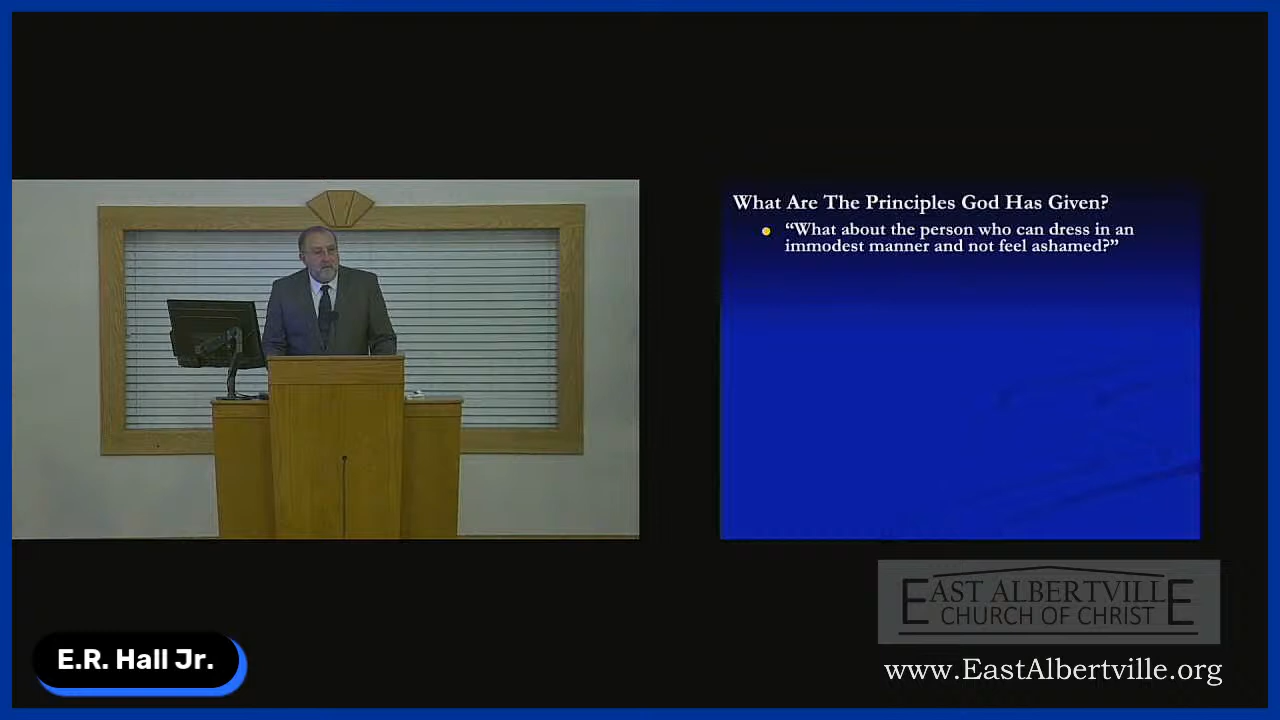 What Are The Principles God Has Given?
“What about the person who can dress in an
immodest manner and not feel ashamed?”
EAST ALBERTVILLE
CHURCH OF CHRIST
E.R. Hall Jr.
www.EastAlbertville.org